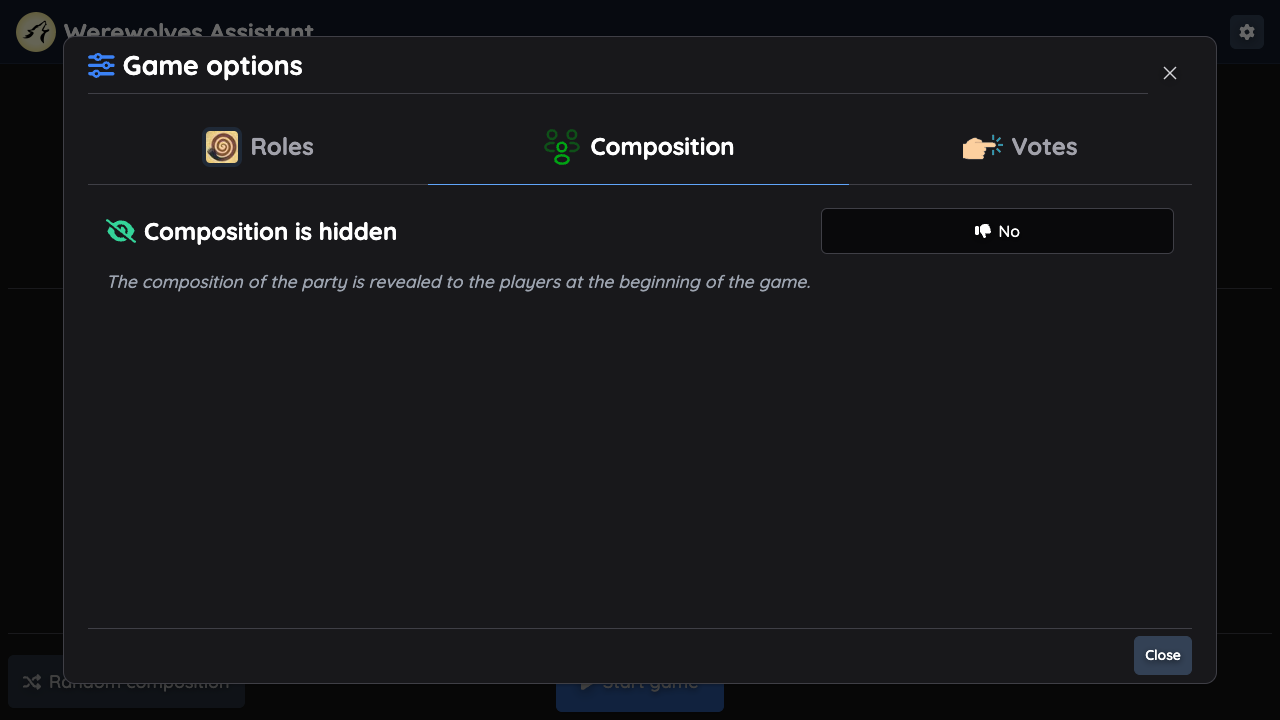 Werewolves Assistant
Game options
Roles
Composition
Votes
Composition is hidden
No
The composition of the party is revealed to the players at the beginning of the game.
Close
Random composition
Start game